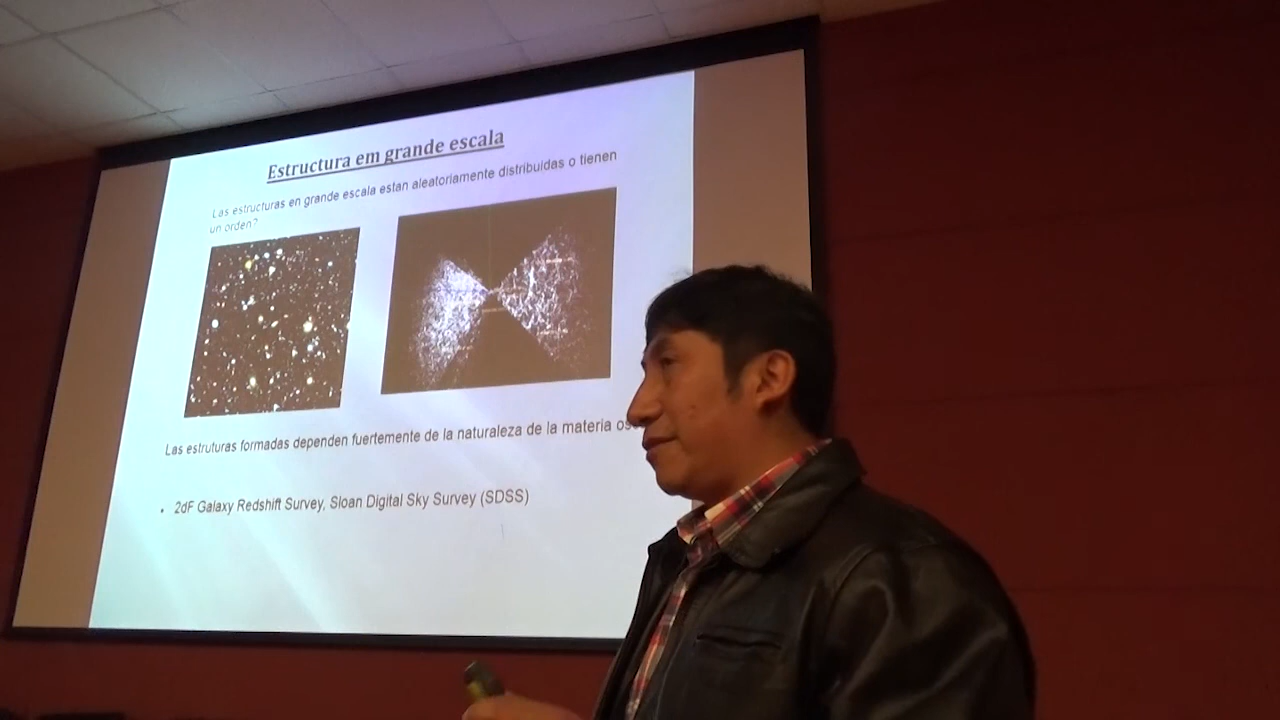 Estructura em grande escala
Las estructuras en grande escala estan aleatoriamente distribuidas o tienen
un orden?
Las estruturas formadas dependen fuertemente de la naturaleza de la materia
• 2dF Galaxy Redshift Survey, Sloan Digital Sky Survey (SDSS)